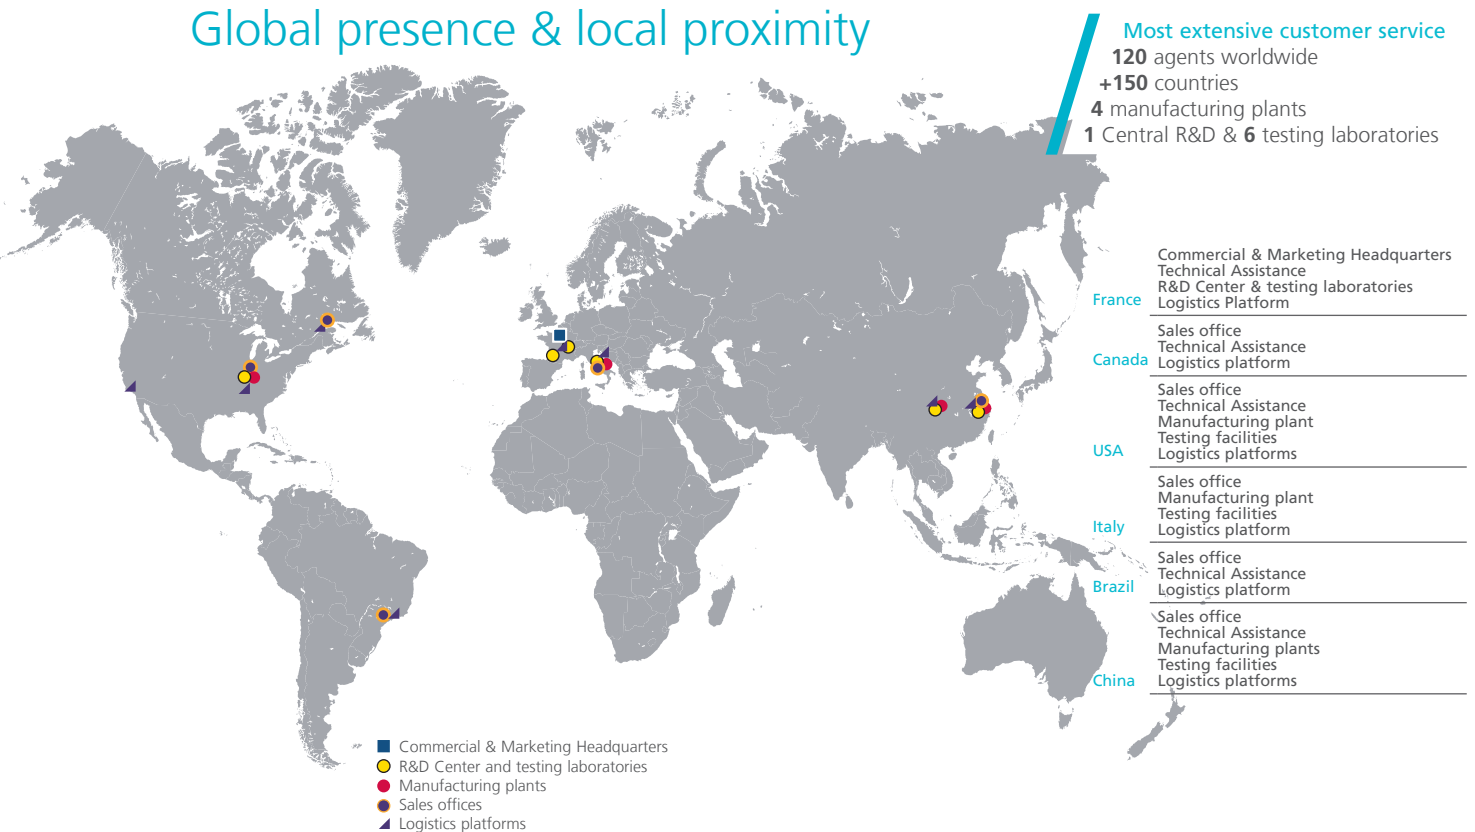 Global presence & local proximity
Most extensive customer service
120 agents worldwide
+150 countries
4 manufacturing plants
1 Central R&D & 6 testing laboratories
France
Commercial & Marketing Headquarters
Technical Assistance
R&D Center & testing laboratories
Logistics Platform
Canada
Sales office
Technical Assistance
Logistics platform
USA
Sales office
Technical Assistance
Manufacturing plant
Testing facilities
Logistics platforms
Italy
Sales office
Manufacturing plant
Testing facilities
Logistics platform
Brazil
Sales office
Technical Assistance
Logistics platform
China
Sales office
Technical Assistance
Manufacturing plants
Testing facilities
Logistics platforms
Commercial & Marketing Headquarters
R&D Center and testing laboratories
Manufacturing plants
Sales offices
Logistics platforms